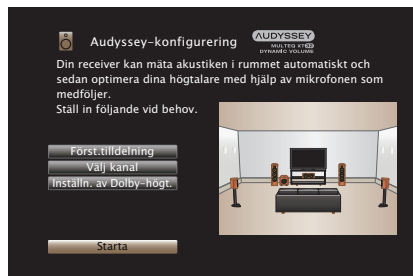 Audyssey-konfigurering
AUDYSSEY
MULTEQ XT32
DYNAMIC VOLUME
Din receiver kan mäta akustiken i rummet automatiskt och
sedan optimera dina högtalare med hjälp av mikrofonen som
medföljer.
Ställ in följande vid behov.
Först.tilldelning
Välj kanal
Inställn. av Dolby-högt.
Starta